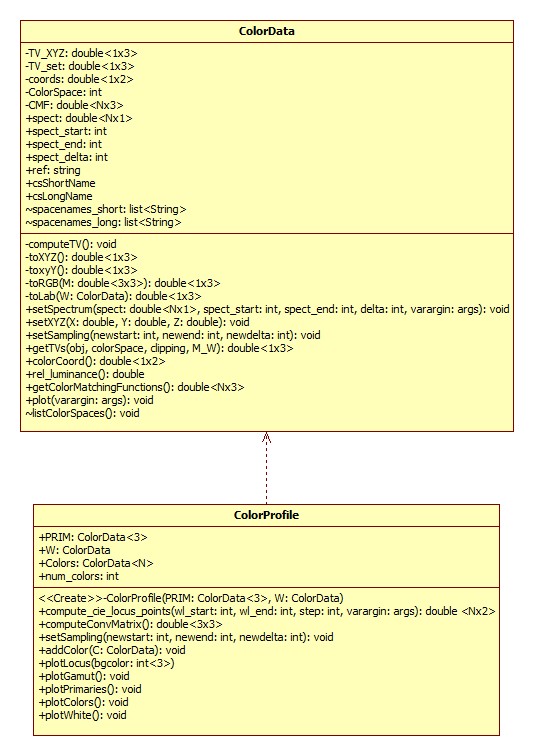 ColorData
-TV_XYZ: double<1x3>
-TV_set: double<1x3>
-coords: double<1x2>
-ColorSpace: int
-CMF: double<Nx3>
+spect: double<Nx1>
+spect_start: int
+spect_end: int
+spect_delta: int
+ref: string
+csShortName
+csLongName
~spacenames_short: list<String>
~spacenames_long: list<String>
-computeTV(): void
-toXYZ(): double<1x3>
-toxyY(): double<1x3>
-toRGB(M: double<3x3>): double<1x3>
-toLab(W: ColorData): double<1x3>
+setSpectrum(spect: double<Nx1>, spect_start: int, spect_end: int, delta: int, varargin: args): void
+setXYZ(X: double, Y: double, Z: double): void
+setSampling(newstart: int, newend: int, newdelta: int): void
+getTVs(obj, colorSpace, clipping, M_W): double<1x3>
+colorCoord(): double<1x2>
+rel_luminance(): double
+getColorMatchingFunctions(): double<Nx3>
+plot(varargin: args): void
~listColorSpaces(): void
ColorProfile
+PRIM: ColorData<3>
+W: ColorData
+Colors: ColorData<N>
+num_colors: int
<<Create>>-ColorProfile(PRIM: ColorData<3>, W: ColorData)
+compute_cie_locus_points(wl_start: int, wl_end: int, step: int, varargin: args): double <Nx2>
+computeConvMatrix(): double<3x3>
+setSampling(newstart: int, newend: int, newdelta: int): void
+addColor(C: ColorData): void
+plotLocus(bgcolor: int<3>)
+plotGamut(): void
+plotPrimaries(): void
+plotColors(): void
+plotWhite(): void